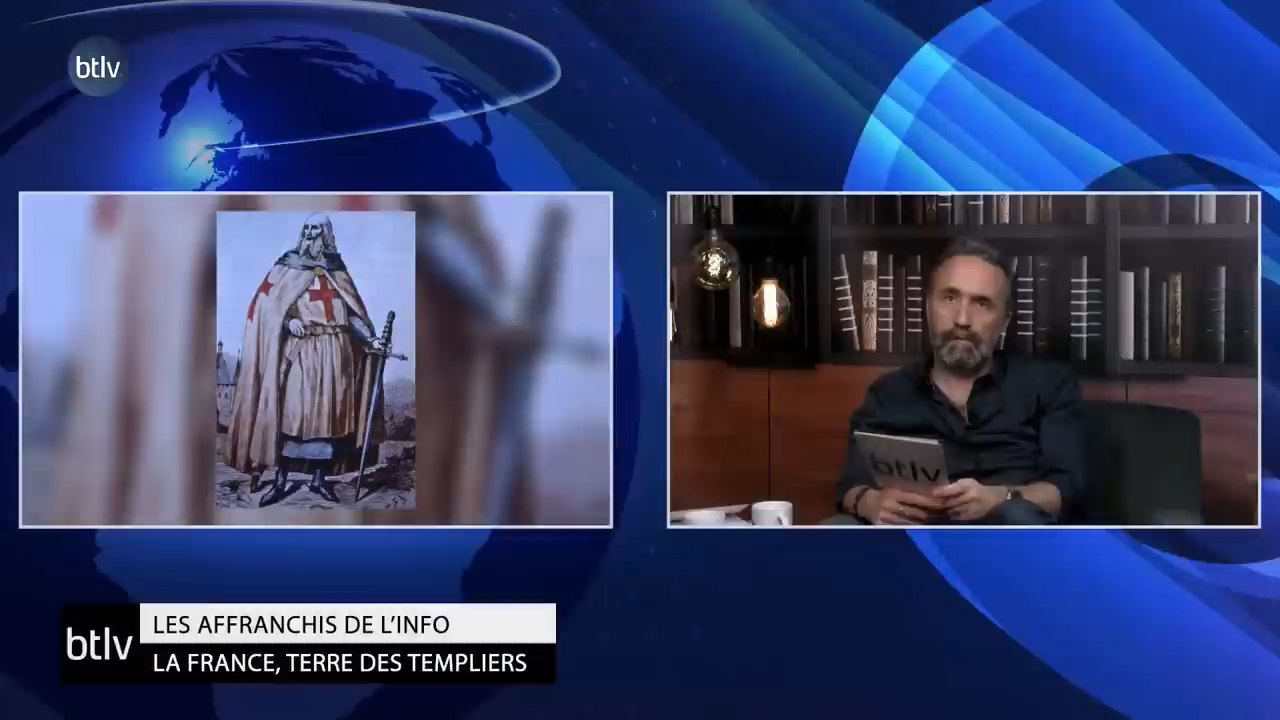 btlv
btlv
btlv
LES AFFRANCHIS DE L'INFO
LA FRANCE, TERRE DES TEMPLIERS